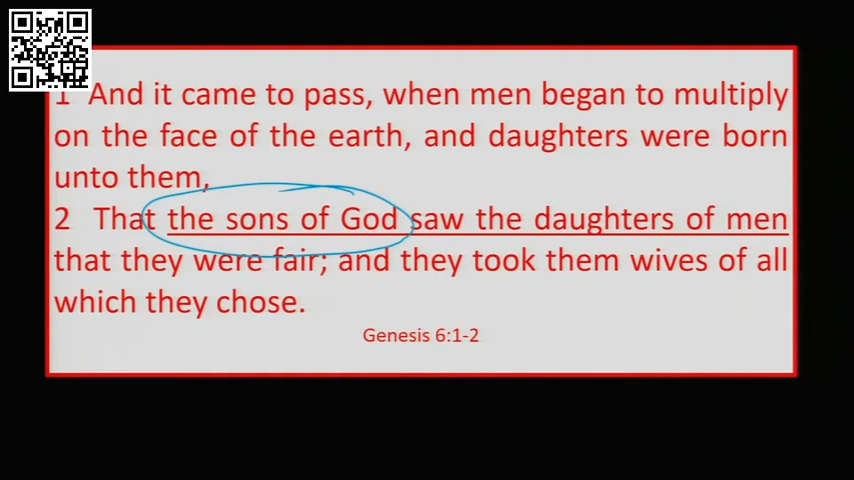 1 And it came to pass, when men began to multiply
on the face of the earth, and daughters were born
unto them,
2 That the sons of God saw the daughters of men
that they were fair; and they took them wives of all
which they chose.
Genesis 6:1-2